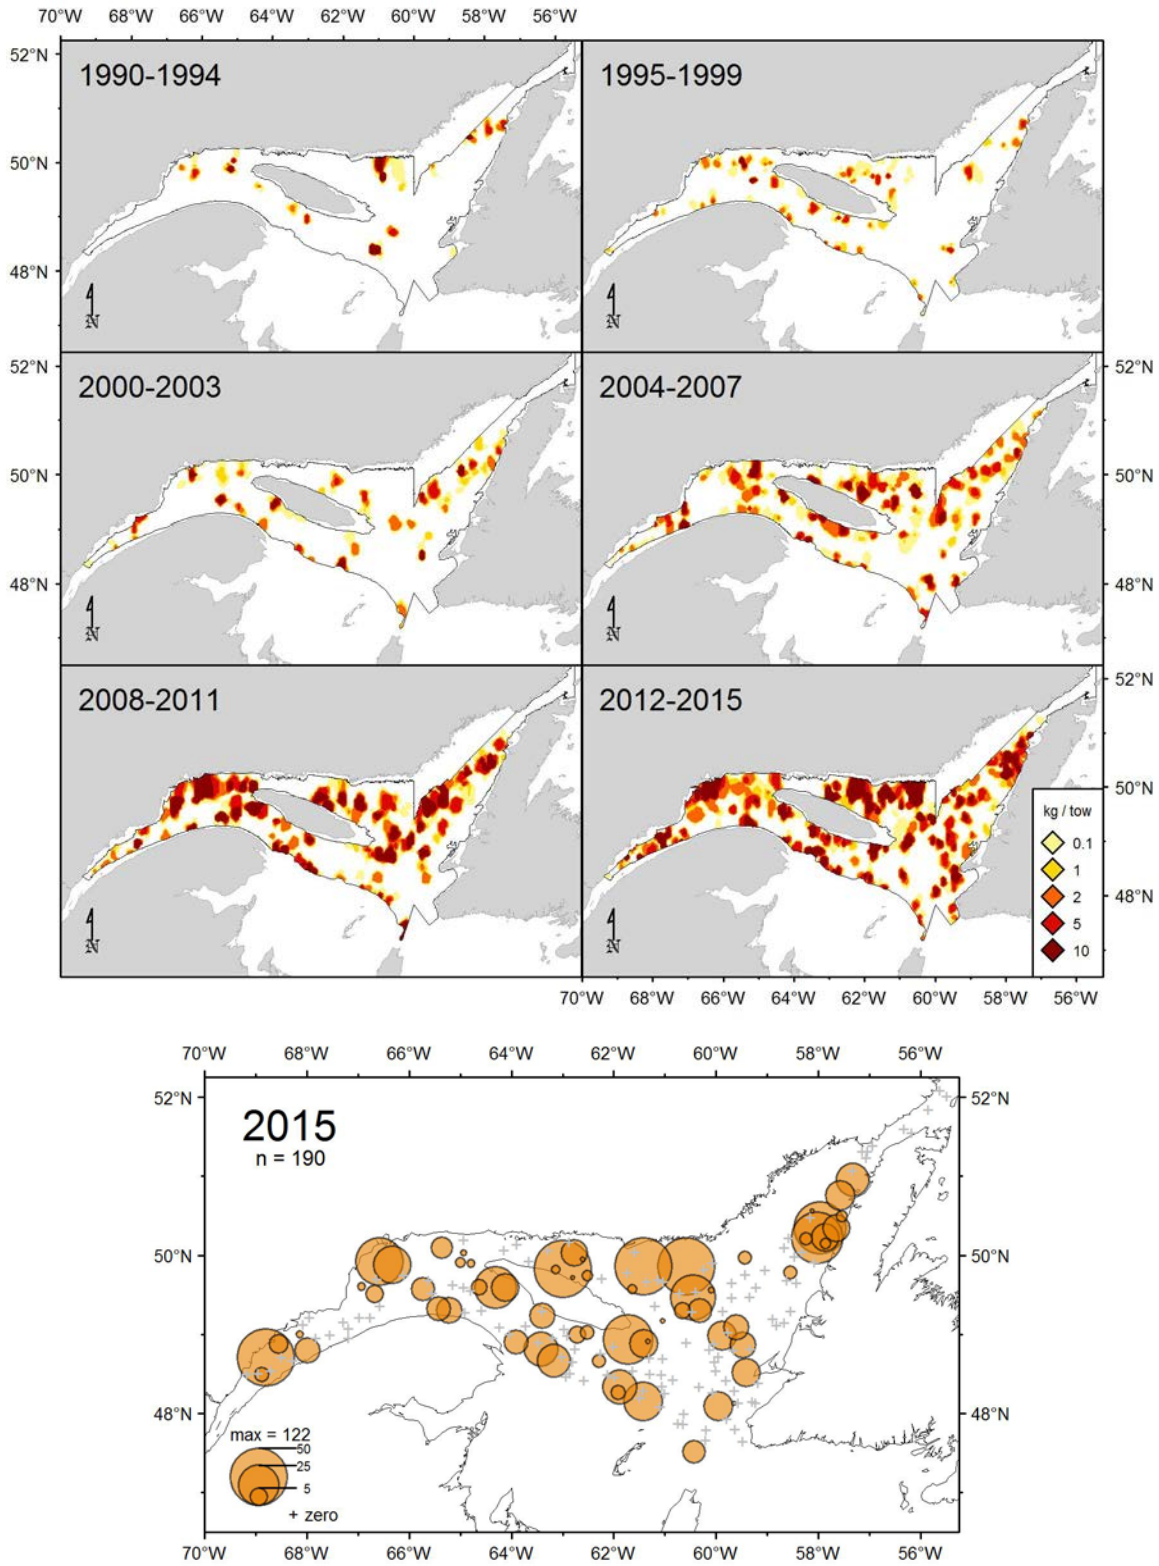 70°W 68°W 66°W 64°W 62°W 60°W 58°W 56°W
52°N
1990-1994
1995-1999
50°N
48°N
N
N
52°N
2000-2003
2004-2007
52°N
50°N
50°N
48°N
48°N
N
N
2008-2011
2012-2015
52°N
50°N
kg / tow
0.1
1
2
5
10
48°N
N
N
70°W 68°W 66°W 64°W 62°W 60°W 58°W 56°W
70°W 68°W 66°W 64°W 62°W 60°W 58°W 56°W
52°N
52°N
2015
n = 190
50°N
50°N
48°N
48°N
max = 122
50
25
5
+ zero
70°W 68°W 66°W 64°W 62°W 60°W 58°W 56°W